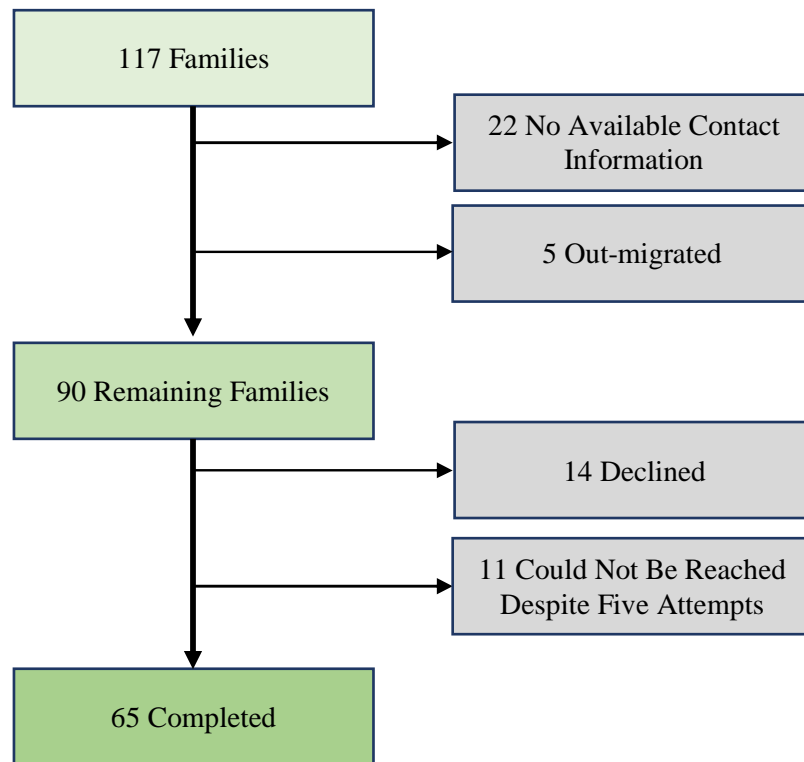 117 Families
22 No Available Contact
Information
5 Out-migrated
90 Remaining Families
14 Declined
11 Could Not Be Reached
Despite Five Attempts
65 Completed